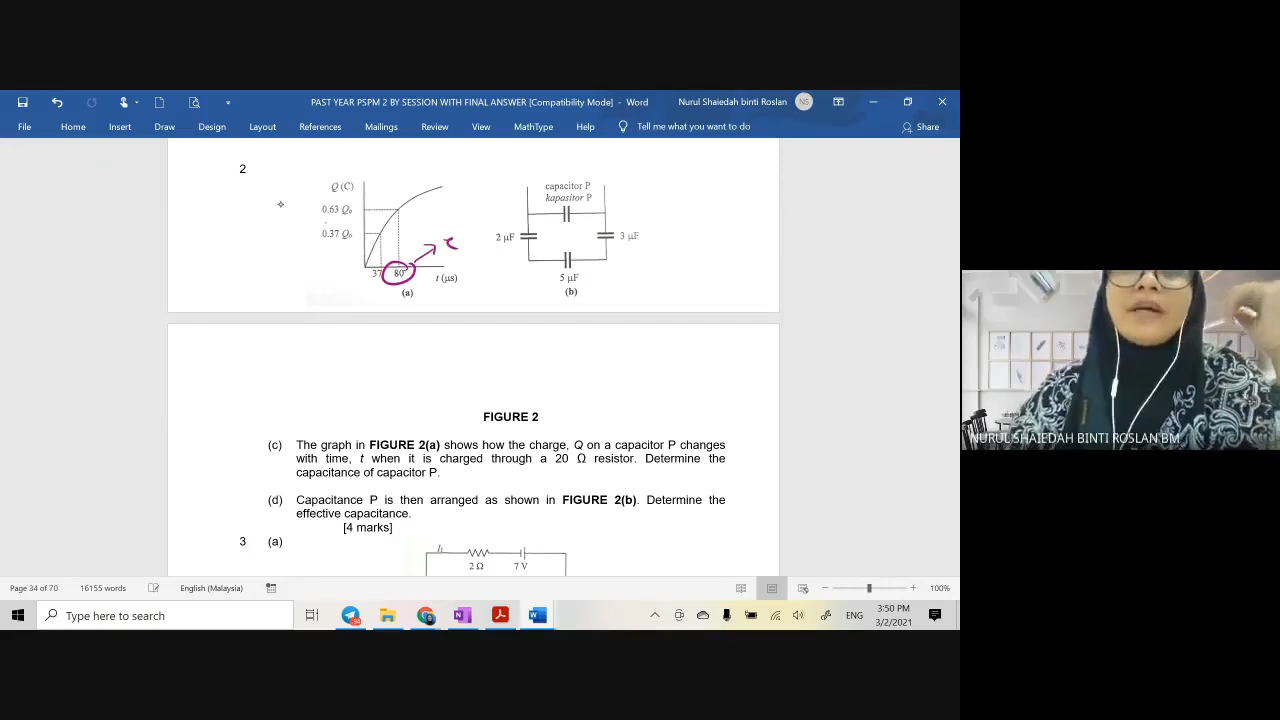 PAST YEAR PSPM 2 BY SESSION WITH FINAL ANSWER [Compatibility Mode] - Word
Nurul Shaiedah binti Roslan
NS
File Home Insert Draw Design Layout References Mailings Review View MathType Help Tell me what you want to do Share
2
Q (C)
0.63 Q₀
0.37 Q₀
37 80
t (μs)
(a)
τ
capacitor P
kapasitor P
2 μF
3 μF
5 μF
(b)
FIGURE 2
(c) The graph in FIGURE 2(a) shows how the charge, Q on a capacitor P changes
with time, t when it is charged through a 20 Ω resistor. Determine the
capacitance of capacitor P.
(d) Capacitance P is then arranged as shown in FIGURE 2(b). Determine the
effective capacitance.
[4 marks]
3 (a)
I₁
2 Ω 7 V
NURUL SHAIEDAH BINTI ROSLAN BM
Page 34 of 70 16155 words English (Malaysia) 100%
Type here to search
ENG
3:50 PM
3/2/2021